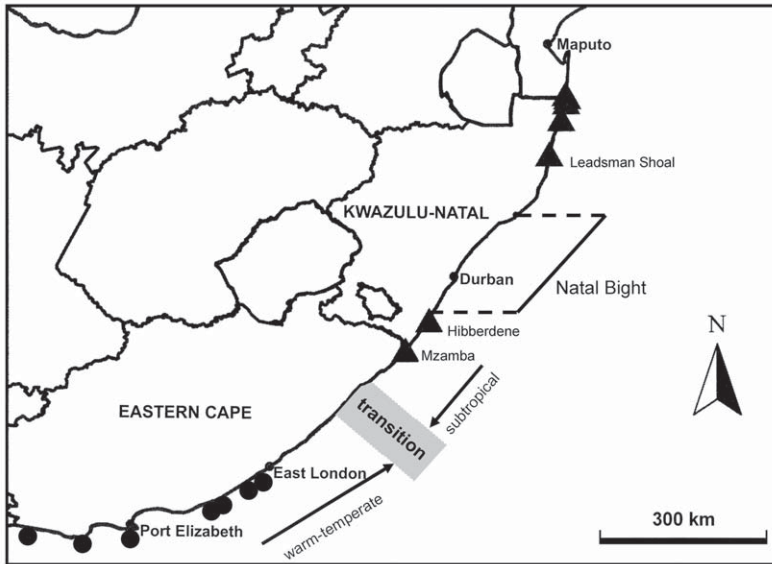 Maputo
Leadsman Shoal
KWAZULU-NATAL
Durban
Natal Bight
Hibberdene
Mzamba
N
EASTERN CAPE
transition
subtropical
East London
warm-temperate
Port Elizabeth
300 km